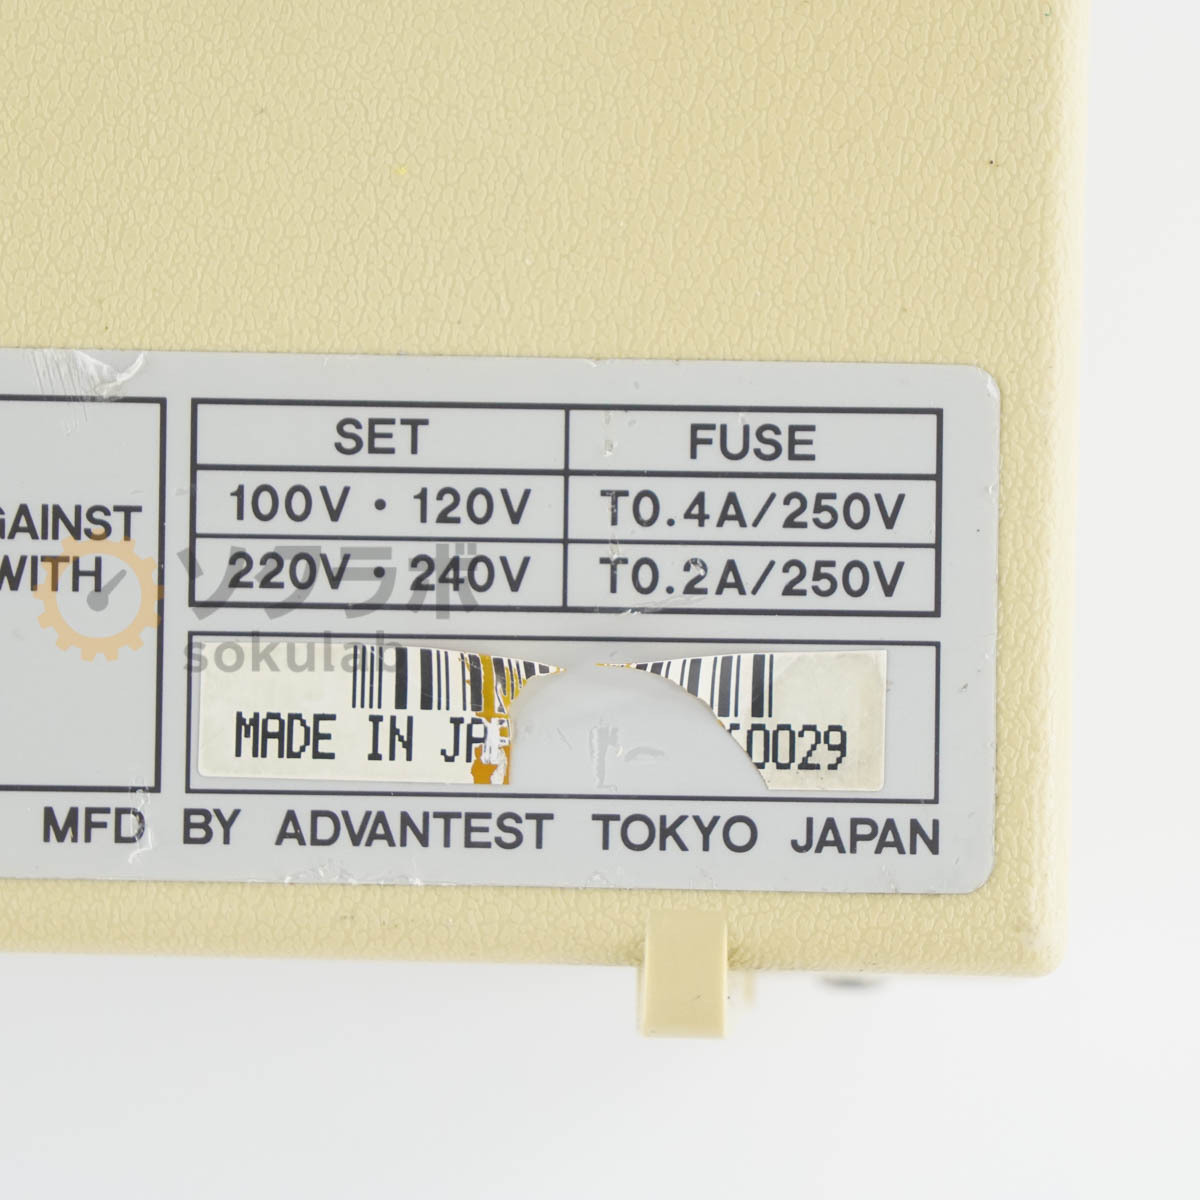 GAINST
WITH
SET FUSE
100V・120V T0.4A/250V
220V・240V T0.2A/250V
ソクラボ
sokulab
MADE IN JAP 0029
MFD BY ADVANTEST TOKYO JAPAN